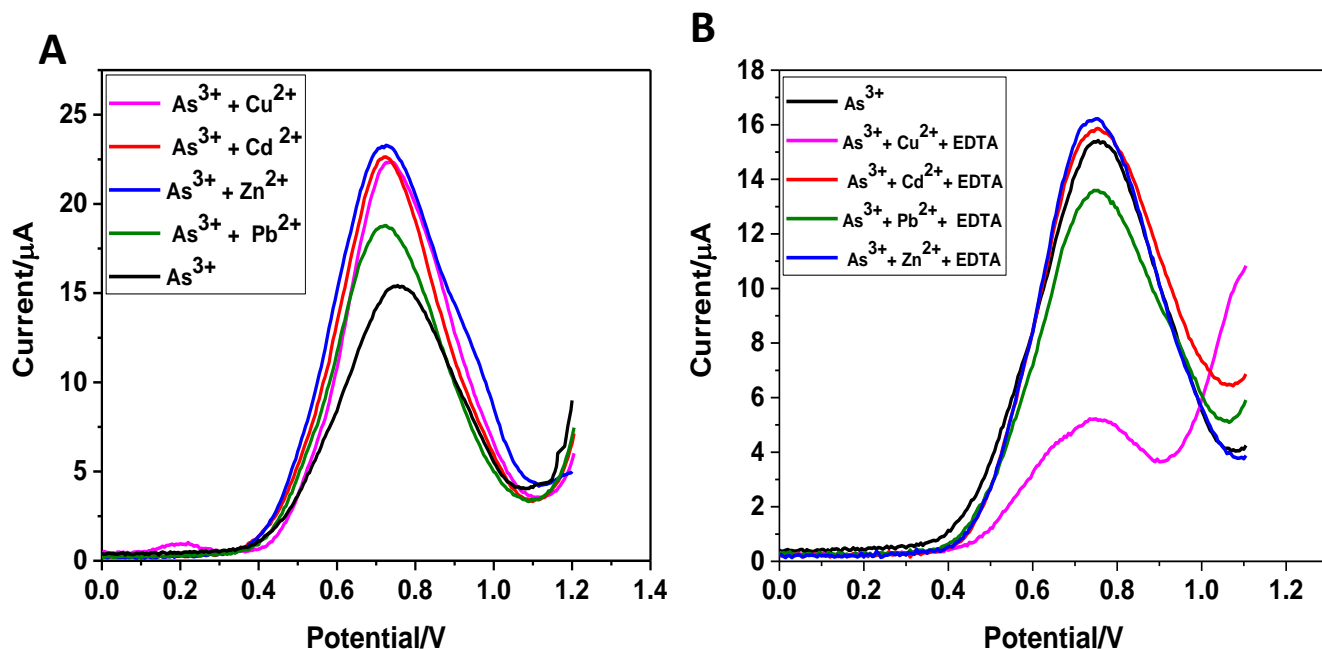 A
Current/µA
25
20
15
10
5
0
As3+ + Cu2+
As3+ + Cd 2+
As3+ + Zn2+
As3+ + Pb2+
As3+
0.0 0.2 0.4 0.6 0.8 1.0 1.2 1.4
Potential/V
B
Current/µA
18
16
14
12
10
8
6
4
2
0
As3+
As3+ + Cu2+ + EDTA
As3+ + Cd2+ + EDTA
As3+ + Pb2+ + EDTA
As3+ + Zn2+ + EDTA
0.0 0.2 0.4 0.6 0.8 1.0 1.2
Potential/V